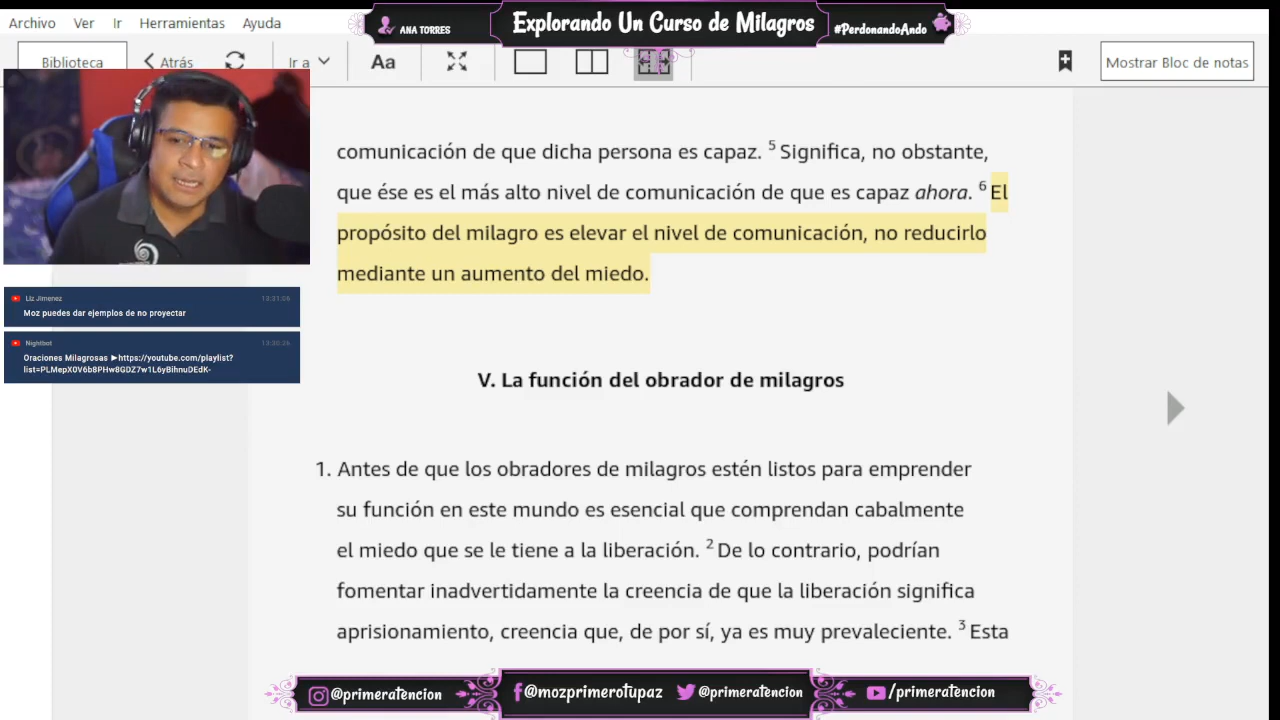 Archivo Ver Ir Herramientas Ayuda
ANA TORRES
Explorando Un Curso de Milagros
#PerdonandoAndo
Biblioteca
Atrás
Ir a
Aa
Mostrar Bloc de notas
comunicación de que dicha persona es capaz. 5 Significa, no obstante,
que ése es el más alto nivel de comunicación de que es capaz ahora. 6 El
propósito del milagro es elevar el nivel de comunicación, no reducirlo
mediante un aumento del miedo.
Liz Jimenez 13:31:06
Moz puedes dar ejemplos de no proyectar
Nightbot 13:30:26
Oraciones Milagrosas ►https://youtube.com/playlist?
list=PLMepX0V6b8PHw8GDZ7w1L6yBihnuDEdK-
V. La función del obrador de milagros
1. Antes de que los obradores de milagros estén listos para emprender
su función en este mundo es esencial que comprendan cabalmente
el miedo que se le tiene a la liberación. 2 De lo contrario, podrían
fomentar inadvertidamente la creencia de que la liberación significa
aprisionamiento, creencia que, de por sí, ya es muy prevaleciente. 3 Esta
@primeratencion
@mozprimerotupaz
@primeratencion
/primeratencion